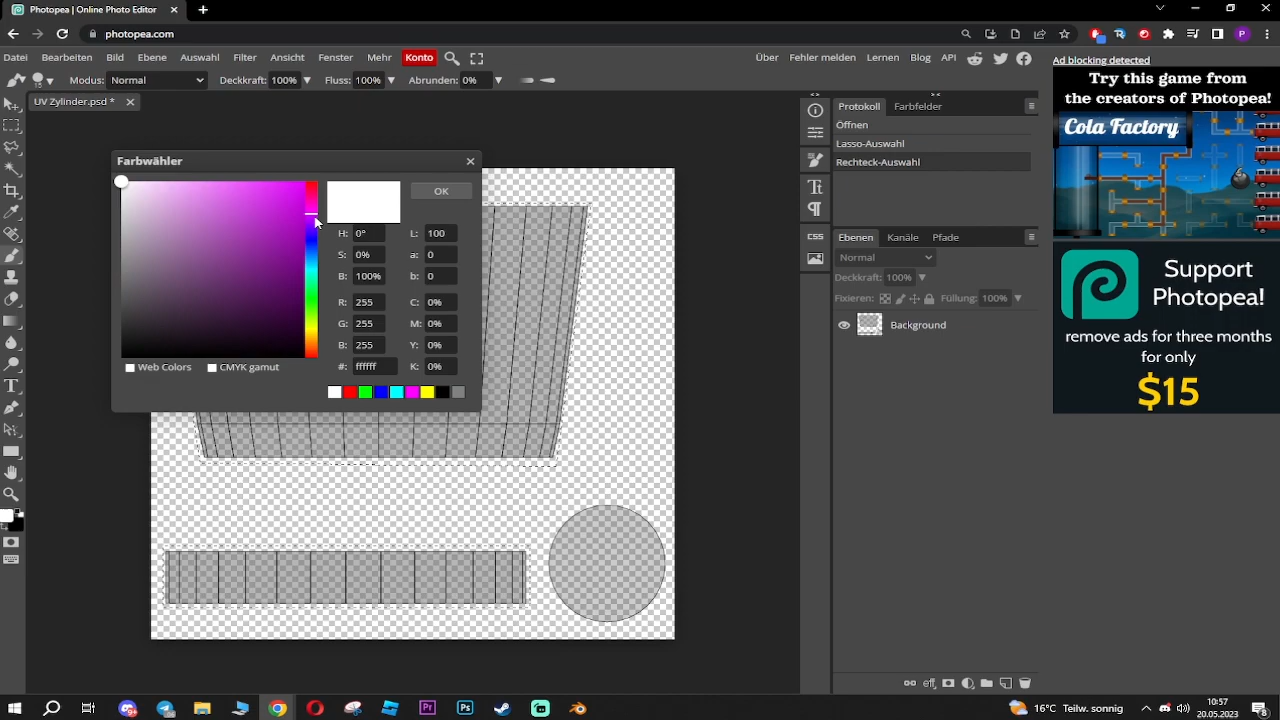 Photopea | Online Photo Editor
photopea.com
Datei Bearbeiten Bild Ebene Auswahl Filter Ansicht Fenster Mehr Konto
Über Fehler melden Lernen Blog API
15
Modus: Normal Deckkraft: 100% Fluss: 100% Abrunden: 0%
UV Zylinder.psd *
Farbwähler
OK
H: 0° L: 100
S: 0% a: 0
B: 100% b: 0
R: 255 C: 0%
G: 255 M: 0%
B: 255 Y: 0%
#: ffffff K: 0%
Web Colors CMYK gamut
CSS
Protokoll Farbfelder
Öffnen
Lasso-Auswahl
Rechteck-Auswahl
Ebenen Kanäle Pfade
Normal
Deckkraft: 100%
Fixieren: Füllung: 100%
Background
eff
Ad blocking detected
Try this game from
the creators of Photopea!
Cola Factory
Support
Photopea!
remove ads for three months
for only
$15
P
Pr
Ps
16°C Teilw. sonnig
10:57
20.05.2023
8